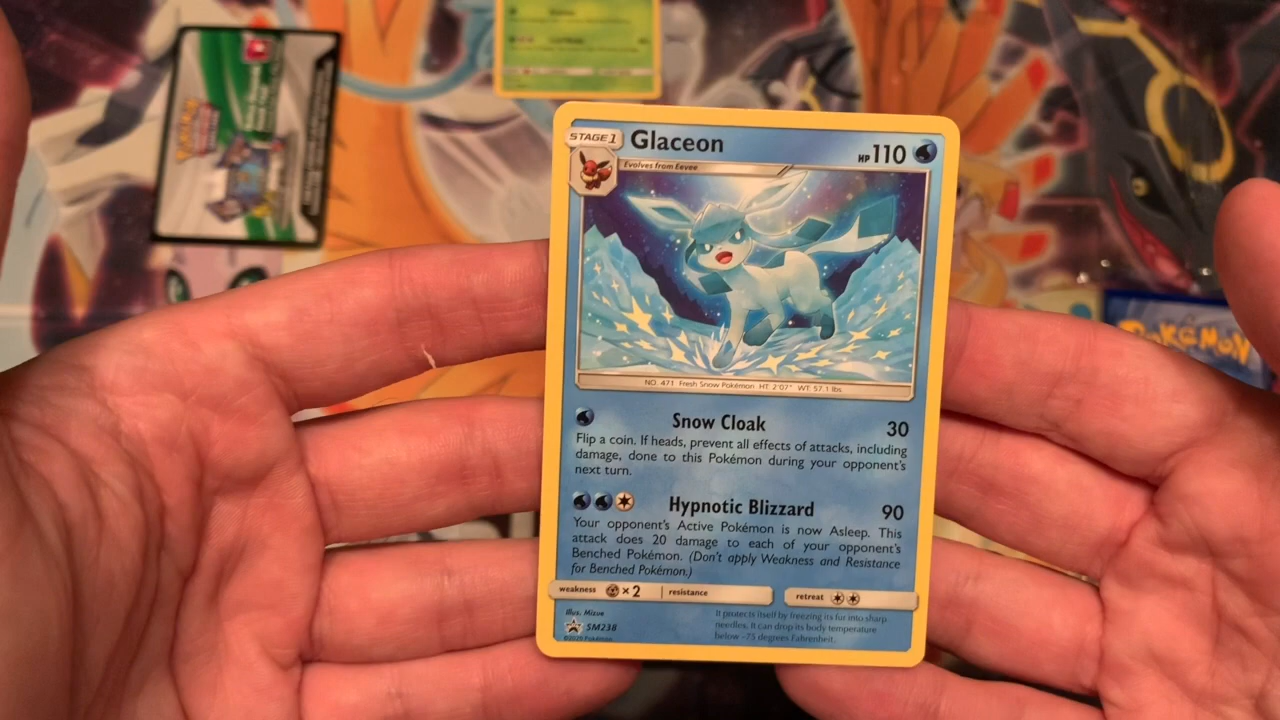 STAGE 1
Glaceon
HP 110
Evolves from Eevee
NO. 471 Fresh Snow Pokémon HT: 2'07" WT: 57.1 lbs.
Snow Cloak 30
Flip a coin. If heads, prevent all effects of attacks, including
damage, done to this Pokémon during your opponent's
next turn.
Hypnotic Blizzard 90
Your opponent's Active Pokémon is now Asleep. This
attack does 20 damage to each of your opponent's
Benched Pokémon. (Don't apply Weakness and Resistance
for Benched Pokémon.)
weakness ×2 resistance
retreat
Illus. Misue
SM238
©2020 Pokémon
It protects itself by freezing its fur into sharp
needles. It can drop its body temperature
below -75 degrees Fahrenheit.
POKéMON
POKéMON